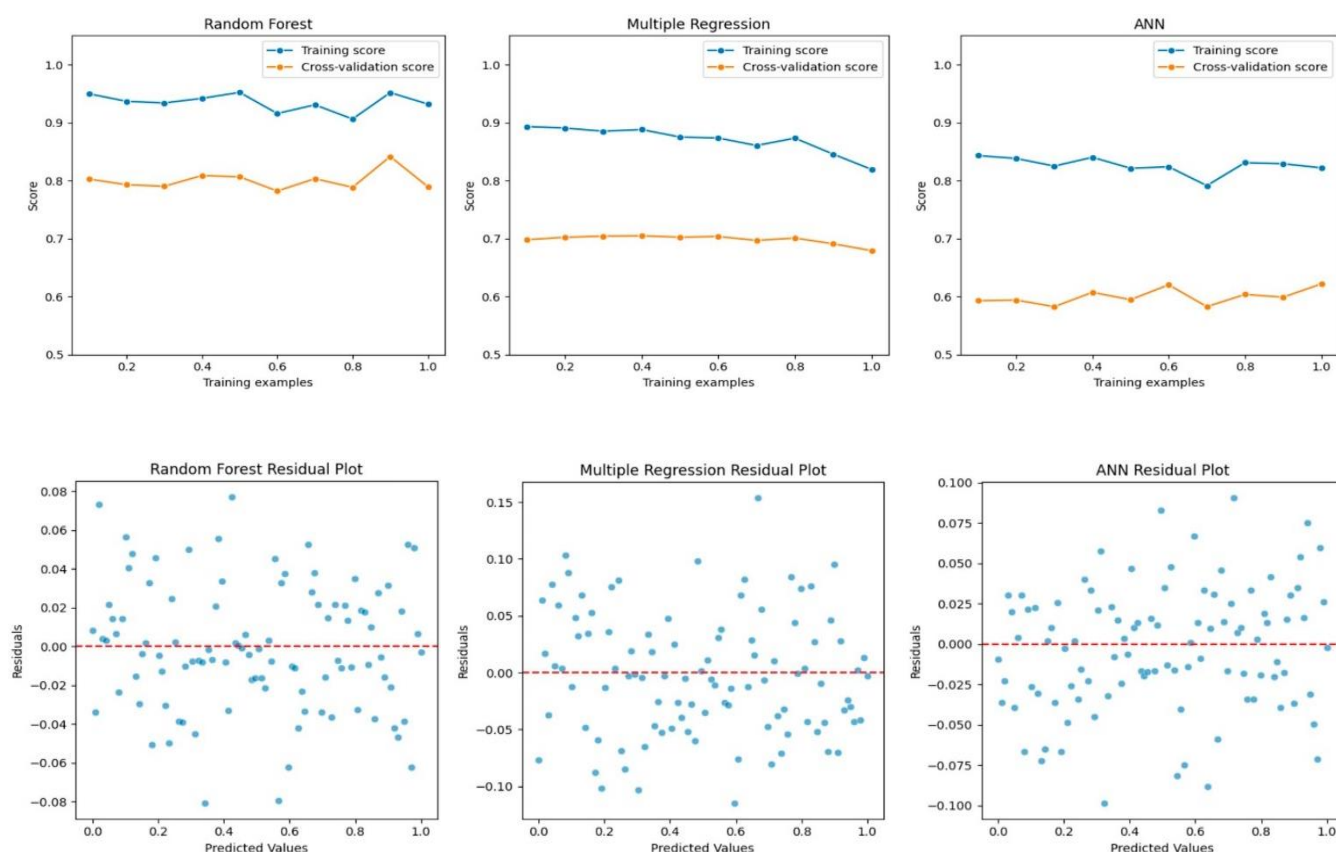 Random Forest
Training score
Cross-validation score
1.0
0.9
0.8
0.7
0.6
0.5
Score
0.2 0.4 0.6 0.8 1.0
Training examples
Multiple Regression
Training score
Cross-validation score
1.0
0.9
0.8
0.7
0.6
0.5
Score
0.2 0.4 0.6 0.8 1.0
Training examples
ANN
Training score
Cross-validation score
1.0
0.9
0.8
0.7
0.6
0.5
Score
0.2 0.4 0.6 0.8 1.0
Training examples
Random Forest Residual Plot
0.08
0.06
0.04
0.02
0.00
−0.02
−0.04
−0.06
−0.08
Residuals
0.0 0.2 0.4 0.6 0.8 1.0
Predicted Values
Multiple Regression Residual Plot
0.15
0.10
0.05
0.00
−0.05
−0.10
Residuals
0.0 0.2 0.4 0.6 0.8 1.0
Predicted Values
ANN Residual Plot
0.100
0.075
0.050
0.025
0.000
−0.025
−0.050
−0.075
−0.100
Residuals
0.0 0.2 0.4 0.6 0.8 1.0
Predicted Values